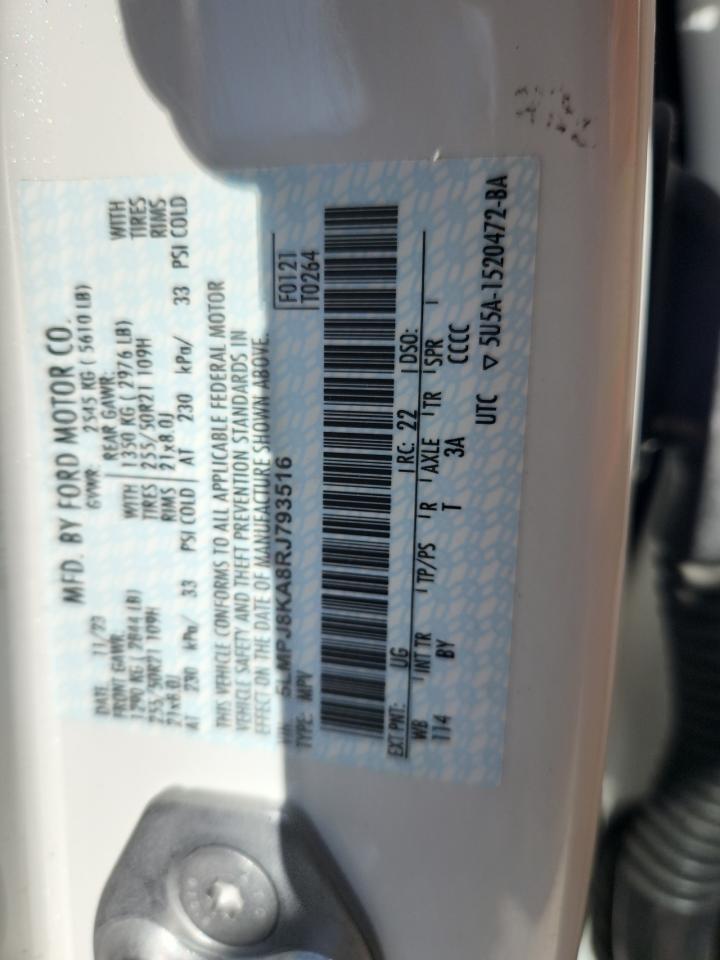 MFD. BY FORD MOTOR CO.
DATE 11/23
GVWR: 2545 KG ( 5610 LB)
FRONT GAWR:
1290 KG ( 2844 LB)
255/50R21 109H
21x8.0J
AT 230 kPa/ 33 PSI COLD
REAR GAWR:
WITH 1350 KG ( 2976 LB) WITH
TIRES 255/50R21 109H TIRES
RIMS 21x8.0J RIMS
AT 230 kPa/ 33 PSI COLD
THIS VEHICLE CONFORMS TO ALL APPLICABLE FEDERAL MOTOR
VEHICLE SAFETY AND THEFT PREVENTION STANDARDS IN
EFFECT ON THE DATE OF MANUFACTURE SHOWN ABOVE.
VIN: 5LMPJ8KA8RJ793516
TYPE: MPV
F0121
T0264
EXT PNT: UG RC: 22 DSO:
WB INT TR TP/PS R AXLE TR SPR
114 BY T 3A CCCC
UTC ▽ 5U5A-1520472-BA